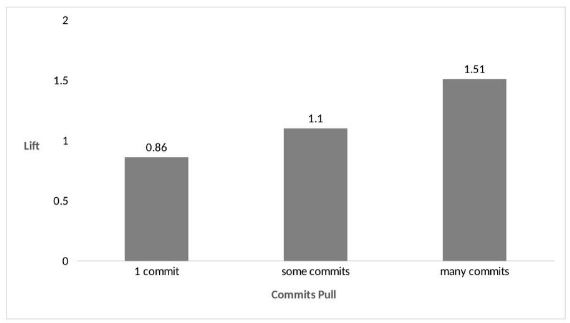 2
1.51
1.5
1.1
Lift
1
0.86
0.5
0
1 commit
some commits
many commits
Commits Pull